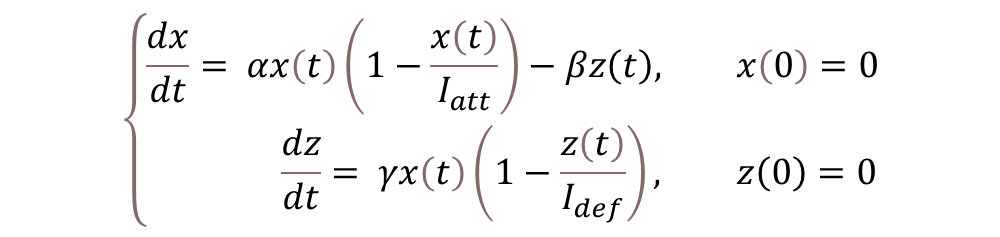 dx/dt = αx(t)(1 − x(t)/I_att) − βz(t), x(0) = 0
dz/dt = γx(t)(1 − z(t)/I_def), z(0) = 0